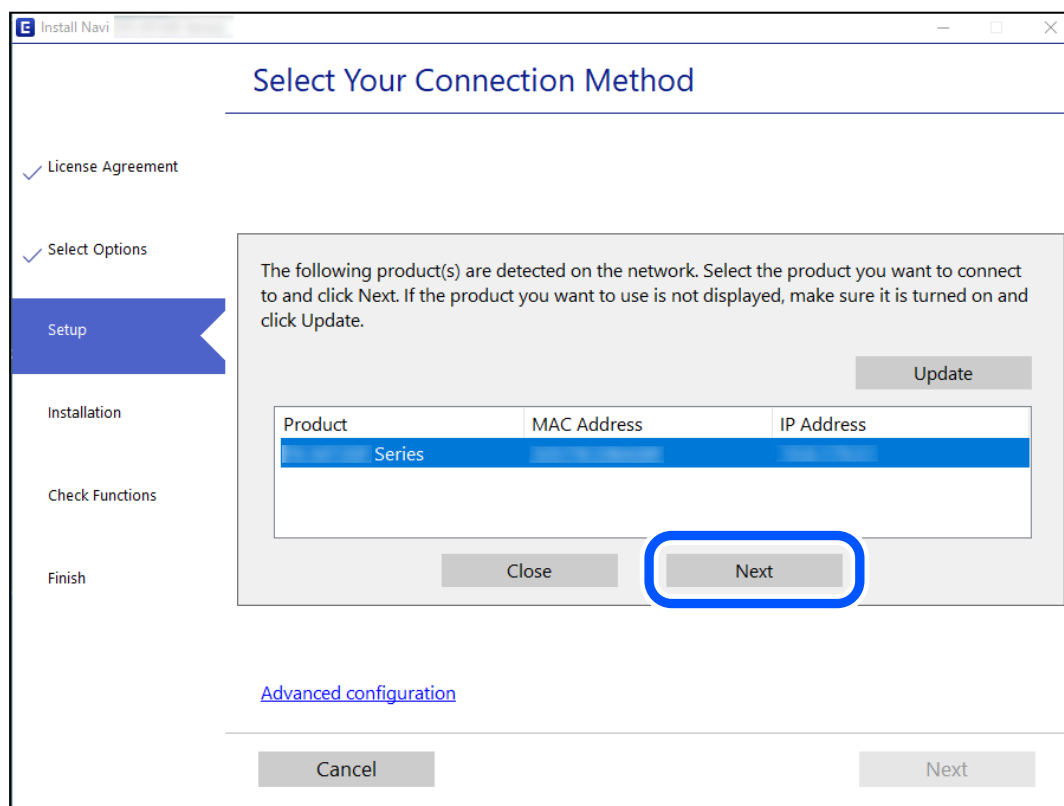 E Install Navi
Select Your Connection Method
License Agreement
Select Options
Setup
Installation
Check Functions
Finish
The following product(s) are detected on the network. Select the product you want to connect
to and click Next. If the product you want to use is not displayed, make sure it is turned on and
click Update.
Update
Product MAC Address IP Address
Series
Close Next
Advanced configuration
Cancel Next